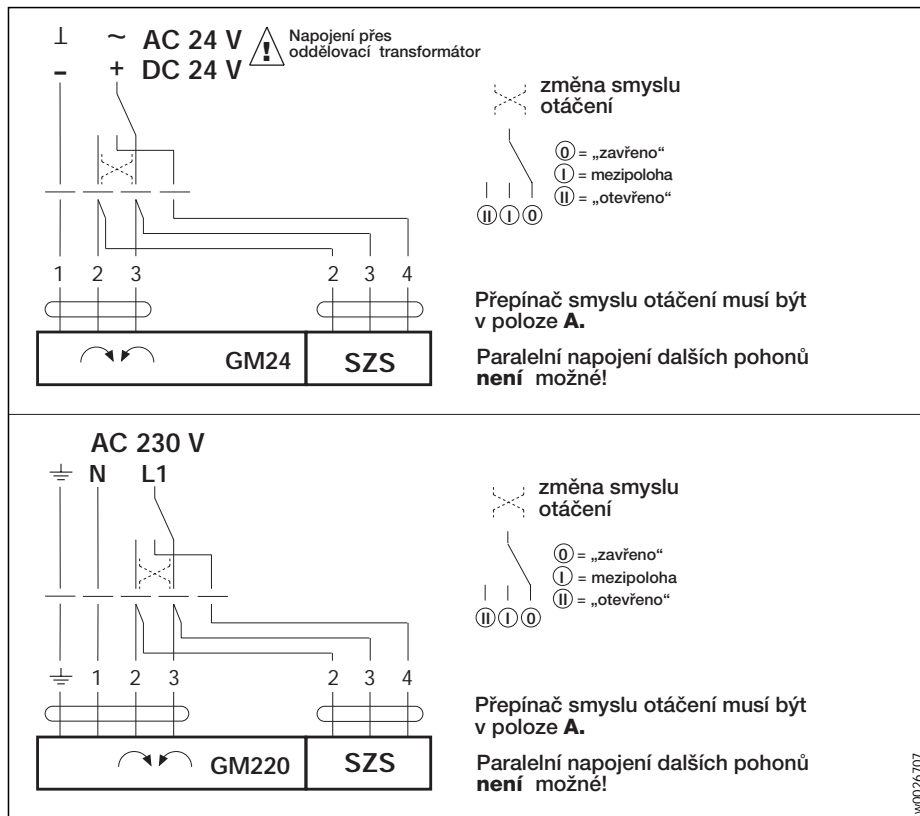 ⊥ ~ AC 24 V
– + DC 24 V
! Napojení přes
oddělovací transformátor
změna smyslu
otáčení
0 = „zavřeno“
I = mezipoloha
II = „otevřeno“
II I 0
1 2 3 2 3 4
GM24 SZS
Přepínač smyslu otáčení musí být
v poloze A.
Paralelní napojení dalších pohonů
není možné!
AC 230 V
N L1
změna smyslu
otáčení
0 = „zavřeno“
I = mezipoloha
II = „otevřeno“
II I 0
1 2 3 2 3 4
GM220 SZS
Přepínač smyslu otáčení musí být
v poloze A.
Paralelní napojení dalších pohonů
není možné!
w0026707